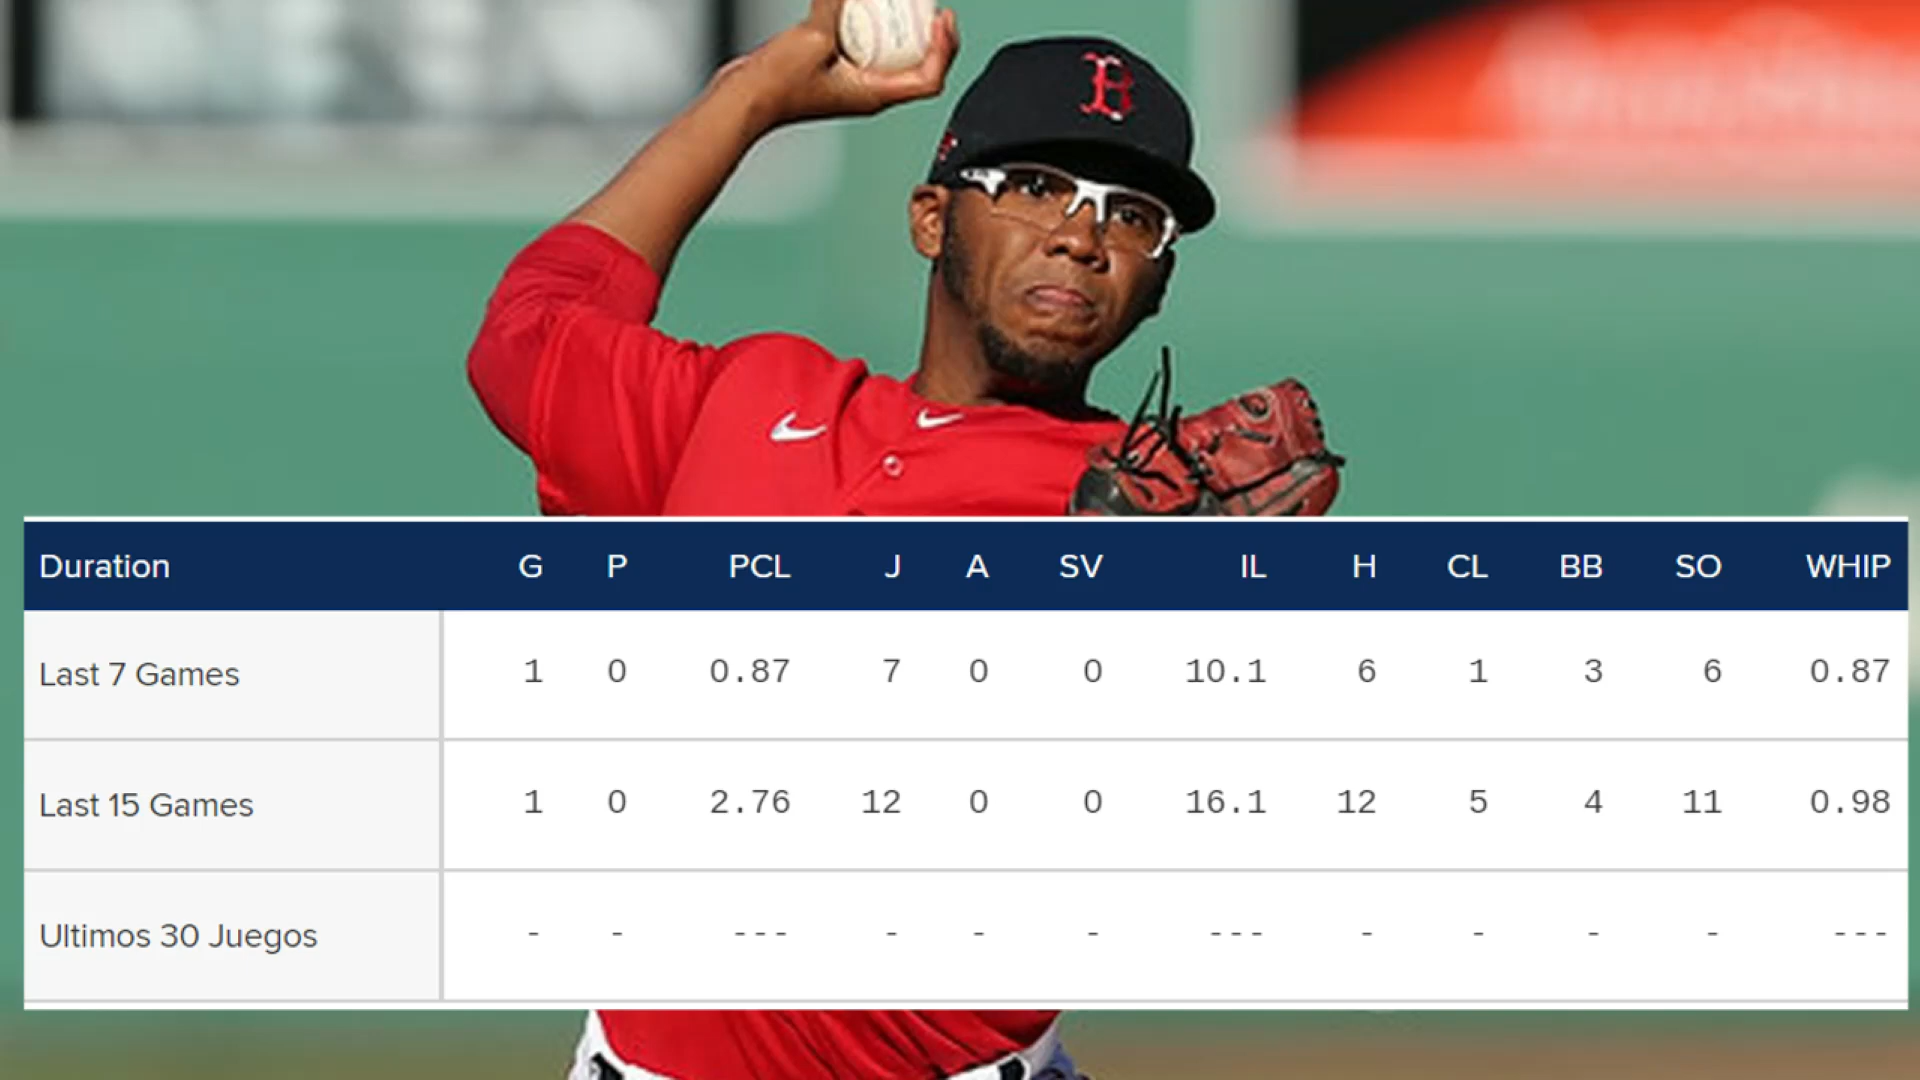 B
Duration G P PCL J A SV IL H CL BB SO WHIP
Last 7 Games 1 0 0.87 7 0 0 10.1 6 1 3 6 0.87
Last 15 Games 1 0 2.76 12 0 0 16.1 12 5 4 11 0.98
Ultimos 30 Juegos - - --- - - - --- - - - - ---